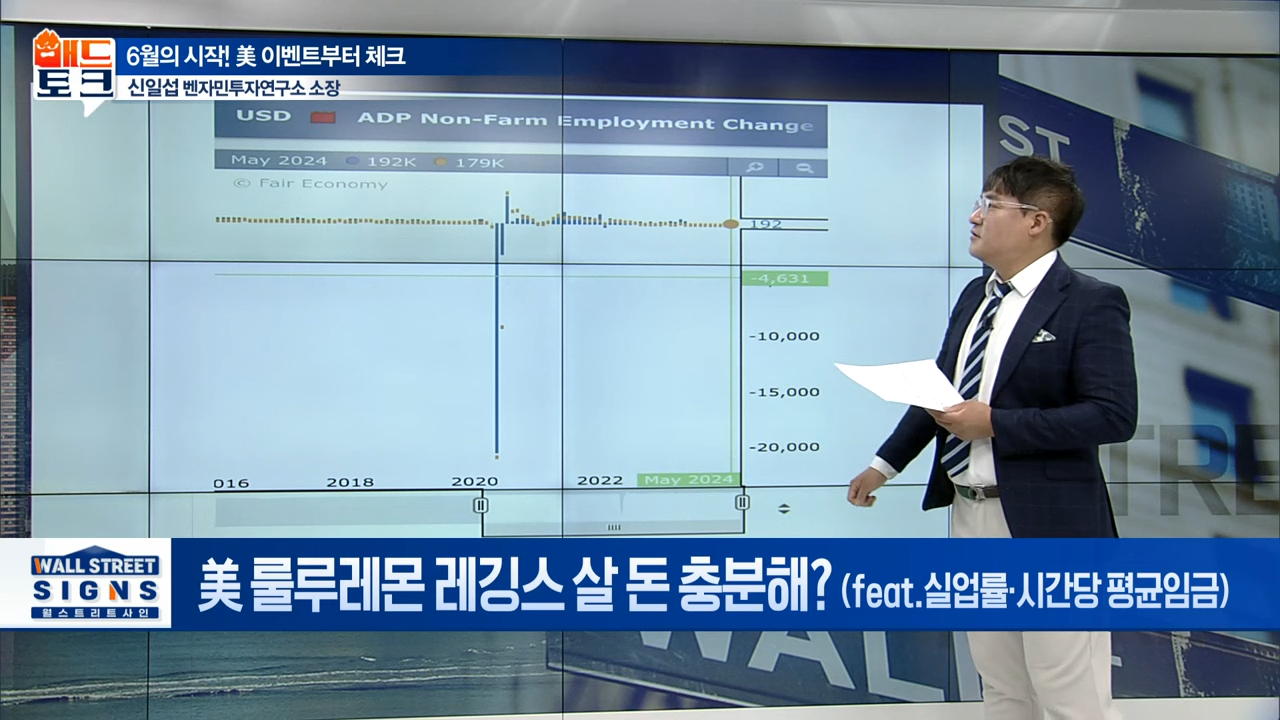 매드
토크
6월의 시작! 美 이벤트부터 체크
신일섭 벤자민투자연구소 소장
USD ADP Non-Farm Employment Change
May 2024 192K 179K
© Fair Economy
192
-4,631
-10,000
-15,000
-20,000
016 2018 2020 2022 May 2024
ST
TRE
WALL STREET
SIGNS
월스트리트사인
美 룰루레몬 레깅스 살 돈 충분해? (feat.실업률·시간당 평균임금)
WALL